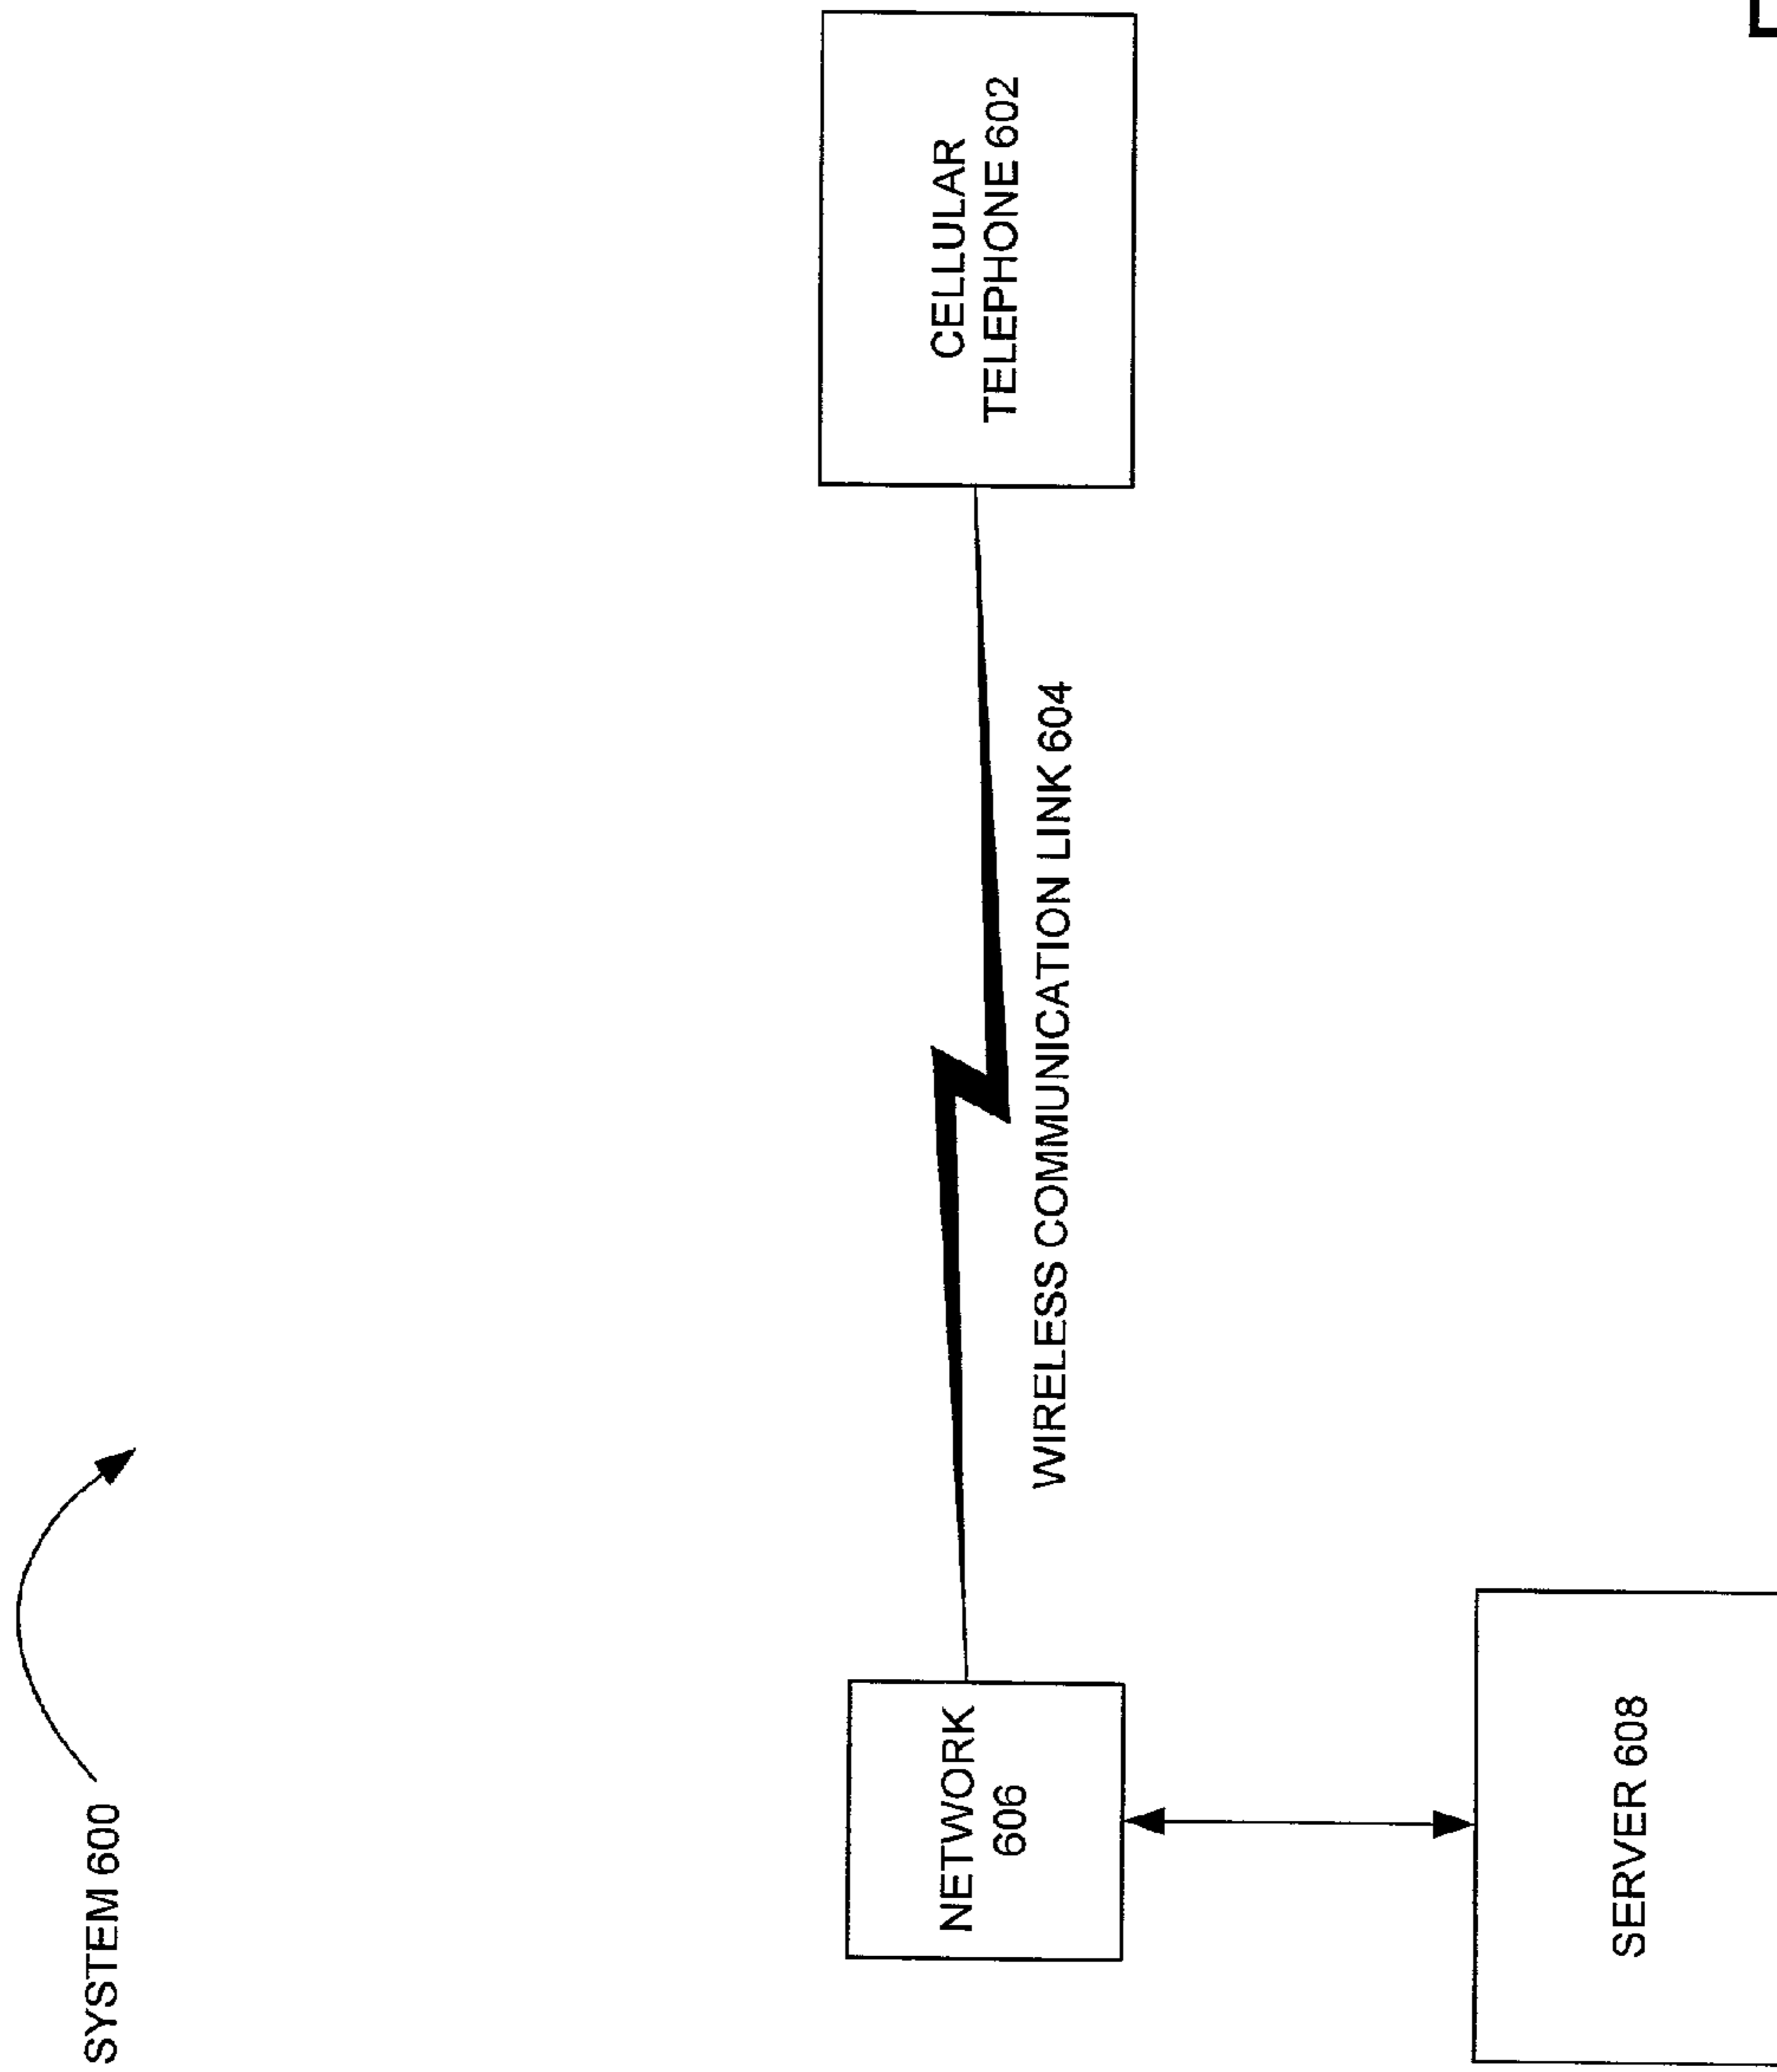 SYSTEM 600
CELLULAR
TELEPHONE 602
WIRELESS COMMUNICATION LINK 604
NETWORK
606
SERVER 608